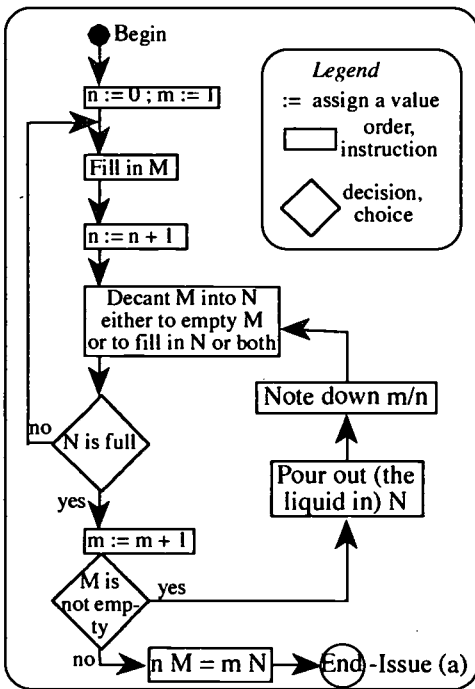 Begin
n := 0 ; m := 1
Fill in M
n := n + 1
Decant M into N
either to empty M
or to fill in N or both
no
N is full
yes
m := m + 1
M is
not emp-
ty
yes
no
n M = m N
End -Issue (a)
Note down m/n
Pour out (the
liquid in) N
Legend
:= assign a value
order,
instruction
decision,
choice